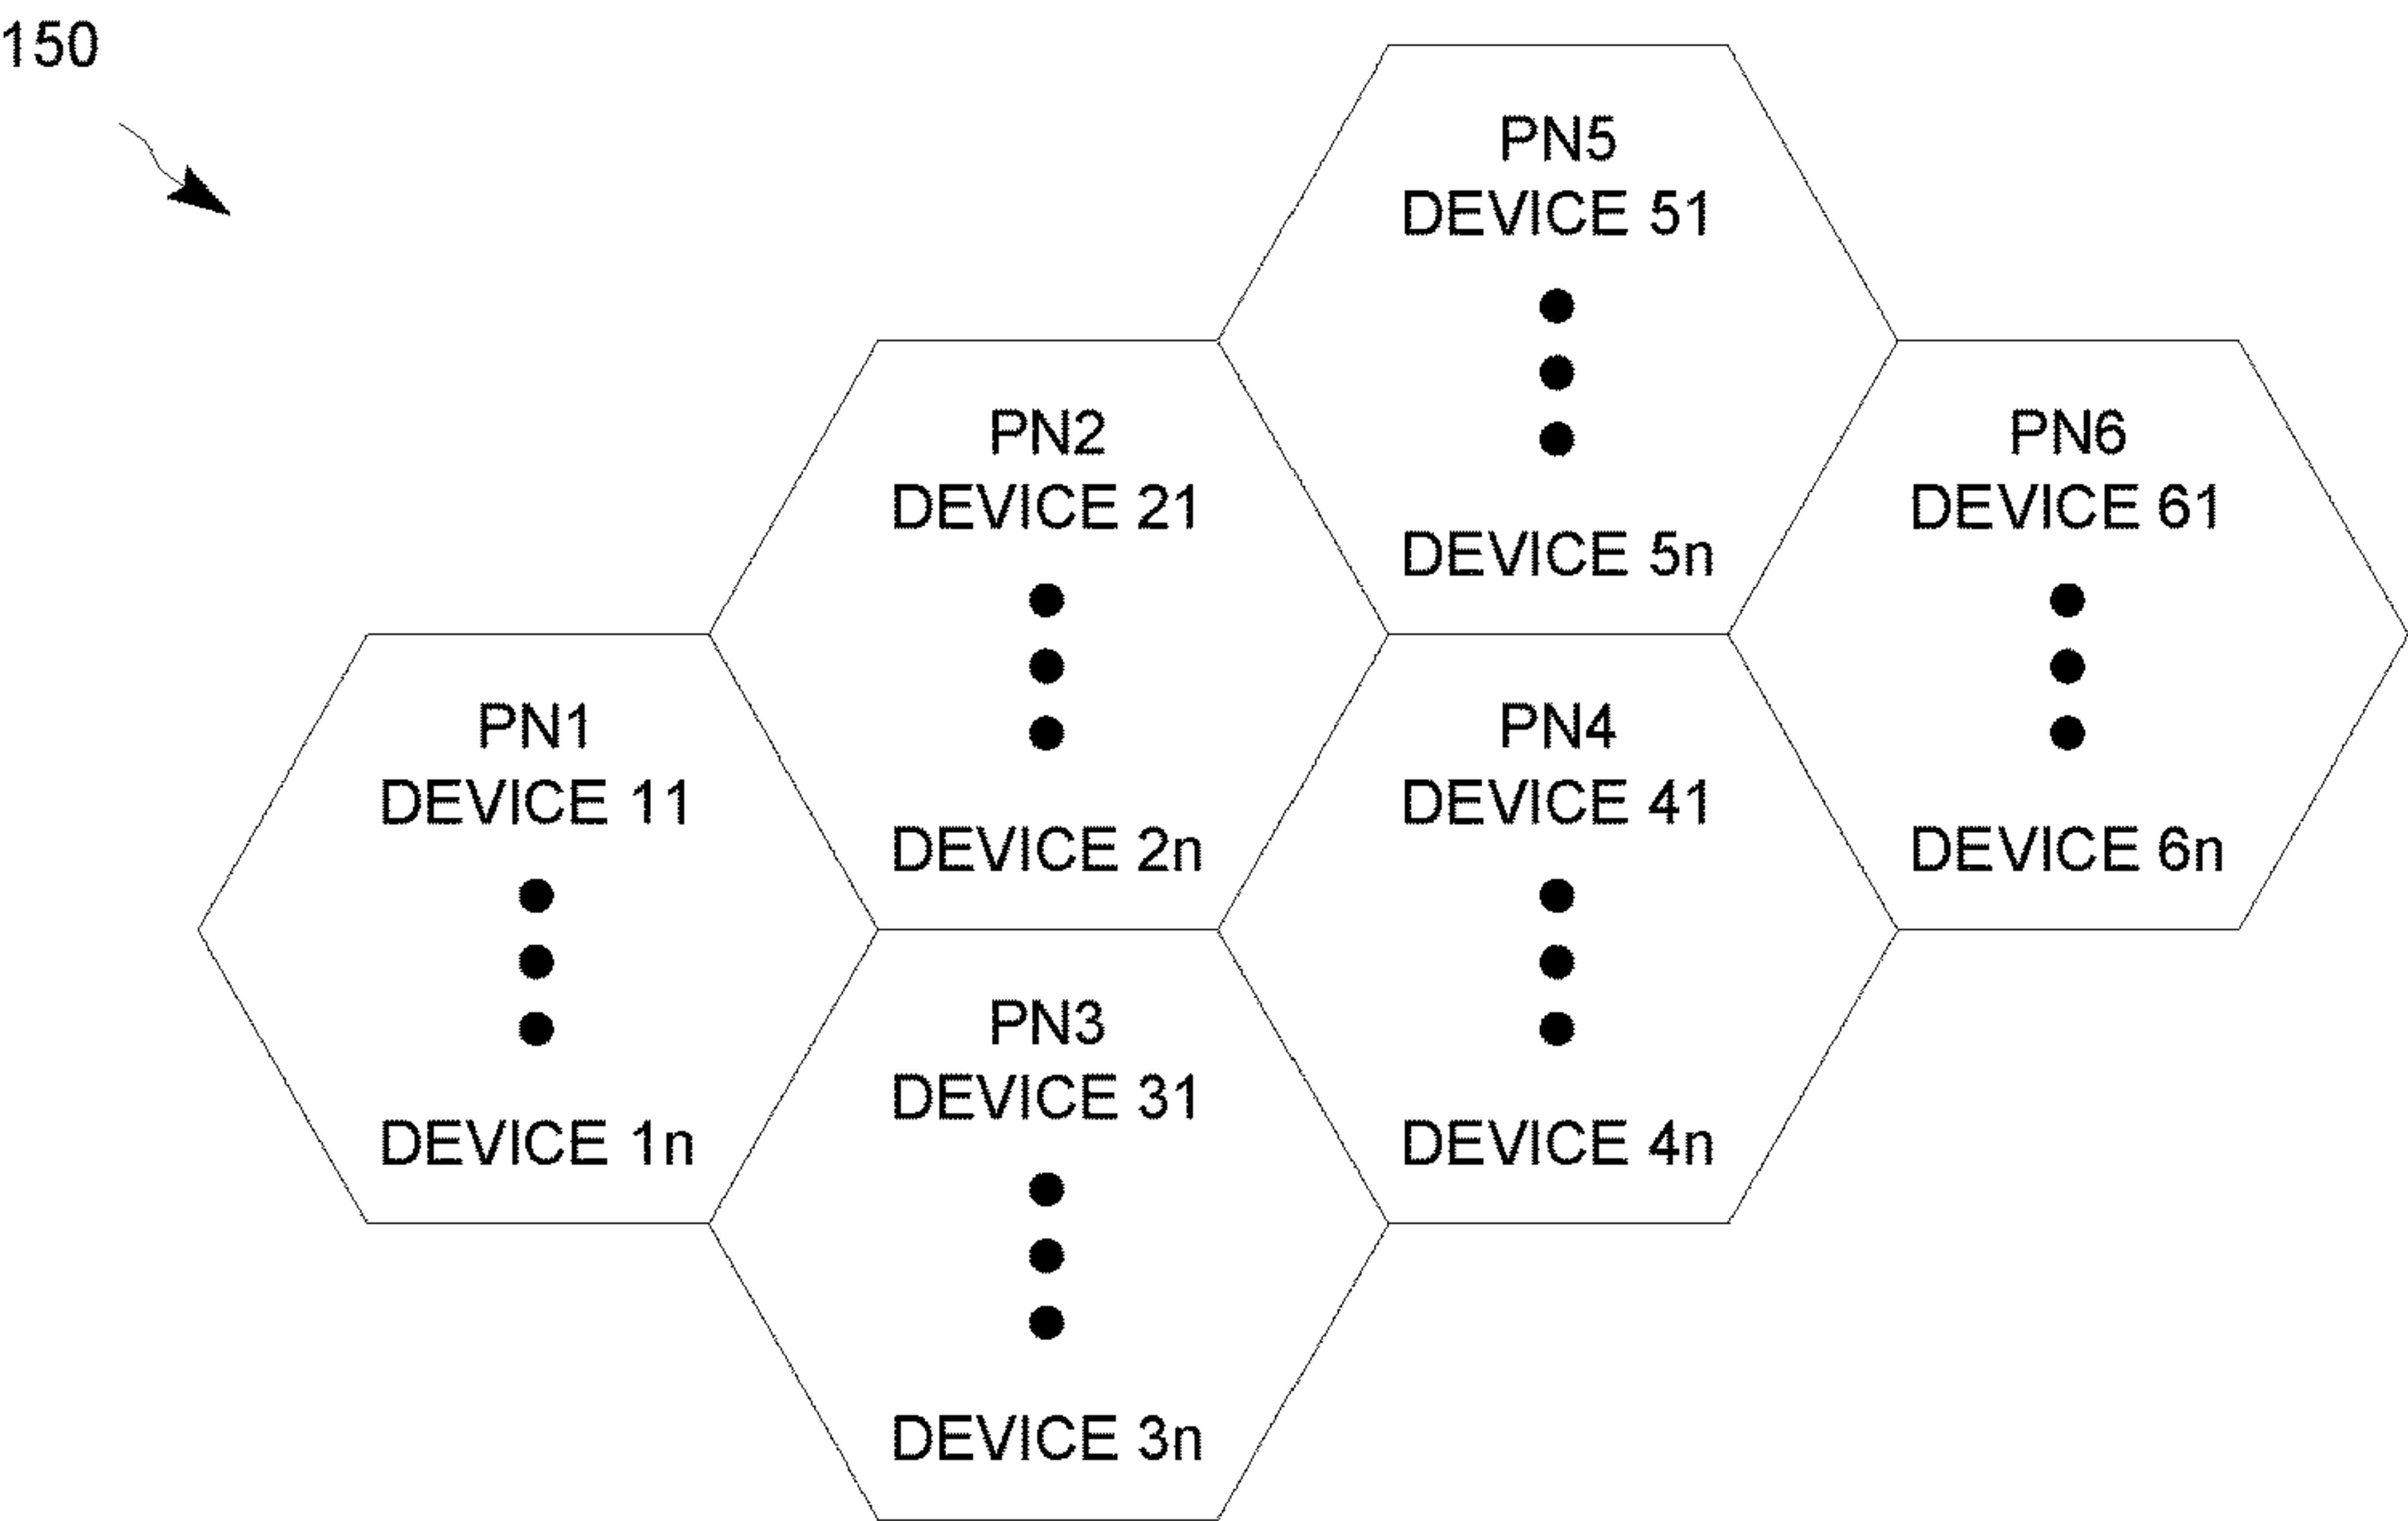 150
PN5
DEVICE 51
DEVICE 5n
PN2
DEVICE 21
DEVICE 2n
PN6
DEVICE 61
DEVICE 6n
PN1
DEVICE 11
DEVICE 1n
PN4
DEVICE 41
DEVICE 4n
PN3
DEVICE 31
DEVICE 3n